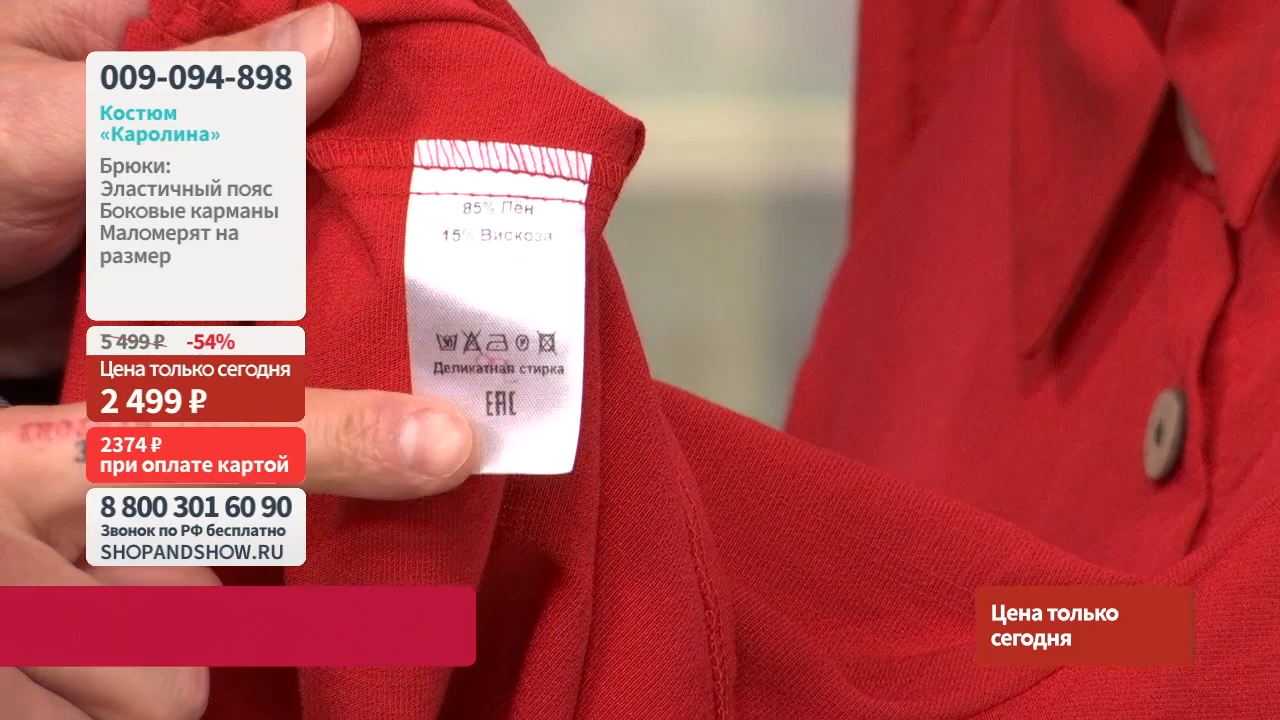 009-094-898
Костюм
«Каролина»
Брюки:
Эластичный пояс
Боковые карманы
Маломерят на
размер
5 499 ₽ -54%
Цена только сегодня
2 499 ₽
2374 ₽
при оплате картой
8 800 301 60 90
Звонок по РФ бесплатно
SHOPANDSHOW.RU
85% Лён
15% Вискоза
Деликатная стирка
EAC
Цена только
сегодня